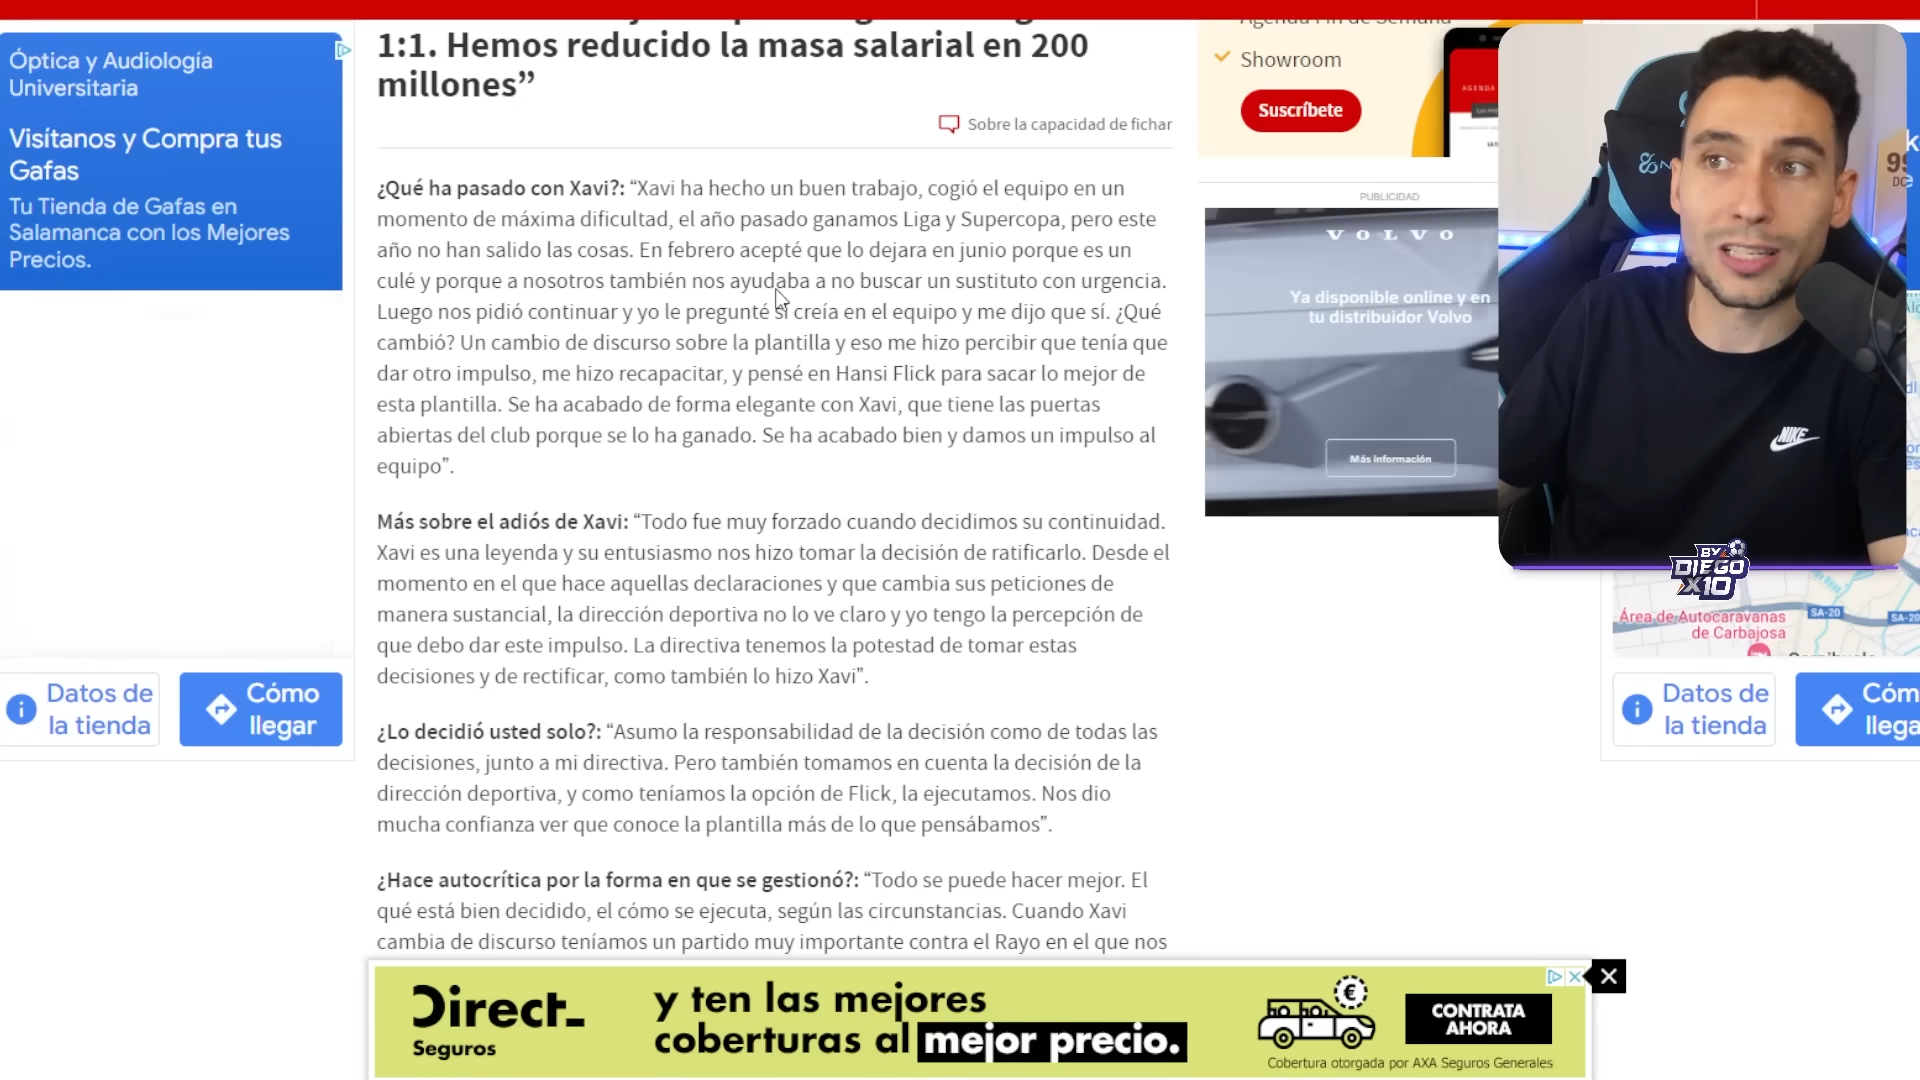 1:1. Hemos reducido la masa salarial en 200
millones”
Sobre la capacidad de fichar
¿Qué ha pasado con Xavi?: “Xavi ha hecho un buen trabajo, cogió el equipo en un
momento de máxima dificultad, el año pasado ganamos Liga y Supercopa, pero este
año no han salido las cosas. En febrero acepté que lo dejara en junio porque es un
culé y porque a nosotros también nos ayudaba a no buscar un sustituto con urgencia.
Luego nos pidió continuar y yo le pregunté si creía en el equipo y me dijo que sí. ¿Qué
cambió? Un cambio de discurso sobre la plantilla y eso me hizo percibir que tenía que
dar otro impulso, me hizo recapacitar, y pensé en Hansi Flick para sacar lo mejor de
esta plantilla. Se ha acabado de forma elegante con Xavi, que tiene las puertas
abiertas del club porque se lo ha ganado. Se ha acabado bien y damos un impulso al
equipo”.
Más sobre el adiós de Xavi: “Todo fue muy forzado cuando decidimos su continuidad.
Xavi es una leyenda y su entusiasmo nos hizo tomar la decisión de ratificarlo. Desde el
momento en el que hace aquellas declaraciones y que cambia sus peticiones de
manera sustancial, la dirección deportiva no lo ve claro y yo tengo la percepción de
que debo dar este impulso. La directiva tenemos la potestad de tomar estas
decisiones y de rectificar, como también lo hizo Xavi”.
¿Lo decidió usted solo?: “Asumo la responsabilidad de la decisión como de todas las
decisiones, junto a mi directiva. Pero también tomamos en cuenta la decisión de la
dirección deportiva, y como teníamos la opción de Flick, la ejecutamos. Nos dio
mucha confianza ver que conoce la plantilla más de lo que pensábamos”.
¿Hace autocrítica por la forma en que se gestionó?: “Todo se puede hacer mejor. El
qué está bien decidido, el cómo se ejecuta, según las circunstancias. Cuando Xavi
cambia de discurso teníamos un partido muy importante contra el Rayo en el que nos
Óptica y Audiología
Universitaria
Visítanos y Compra tus
Gafas
Tu Tienda de Gafas en
Salamanca con los Mejores
Precios.
Datos de
la tienda
Cómo
llegar
Agenda Fin de Semana
Showroom
Suscríbete
AGENDA
PUBLICIDAD
VOLVO
Ya disponible online y en
tu distribuidor Volvo
Más información
NIKE
BY
DIEGO
X10
SA-20
SA-20
Área de Autocaravanas
de Carbajosa
Datos de
la tienda
Cóm
llega
Direct
Seguros
y ten las mejores
coberturas al mejor precio.
€
CONTRATA
AHORA
Cobertura otorgada por AXA Seguros Generales